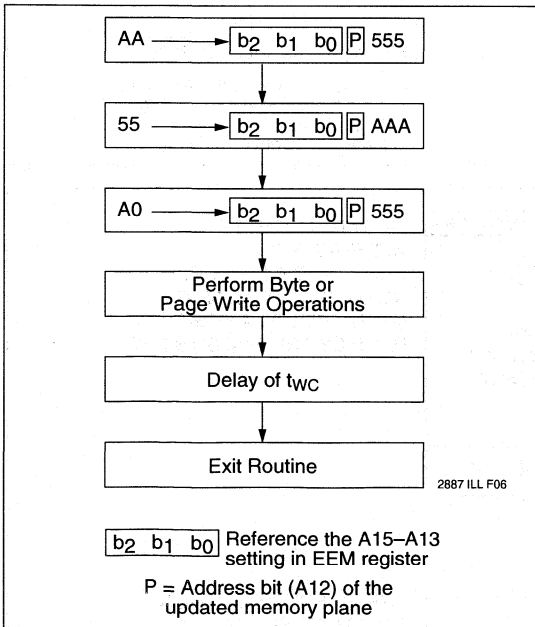 AA b2 b1 b0 P 555
55 b2 b1 b0 P AAA
A0 b2 b1 b0 P 555
Perform Byte or
Page Write Operations
Delay of tWC
Exit Routine
2887 ILL F06
b2 b1 b0 Reference the A15–A13
setting in EEM register
P = Address bit (A12) of the
updated memory plane